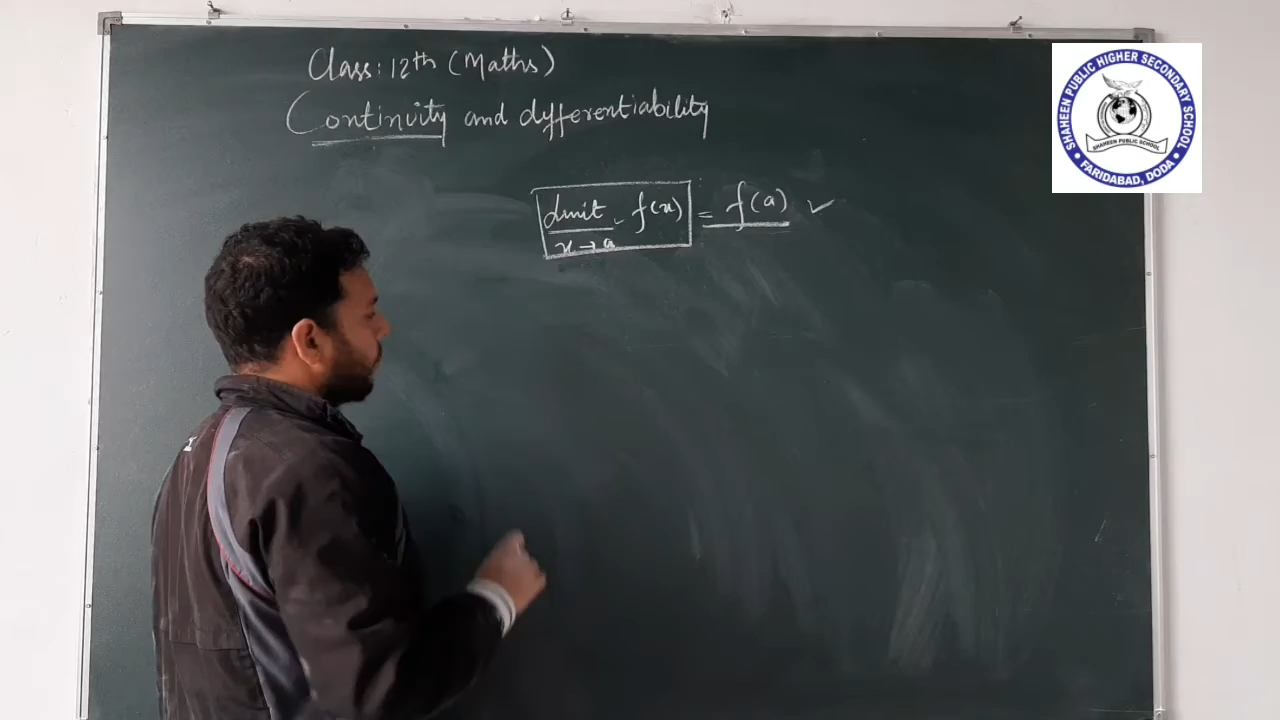 Class: 12th (Maths)
Continuity and differentiability
Limit f(x) = f(a) ✓
x→a
SHAHEEN PUBLIC HIGHER SECONDARY SCHOOL
SHAHEEN PUBLIC SCHOOL
• FARIDABAD, DODA •